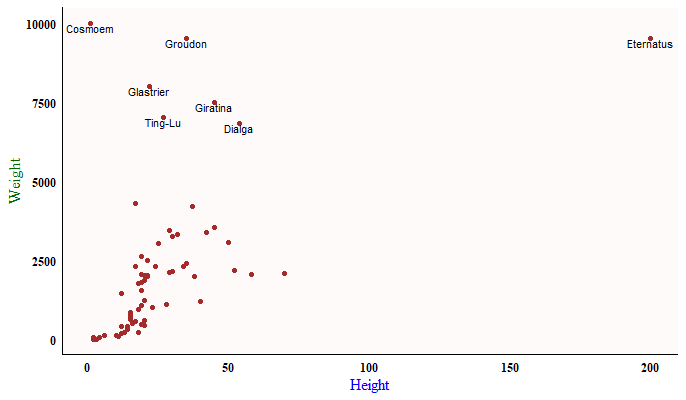 10000
Cosmoem
Groudon
Eternatus
Glastrier
7500
Giratina
Ting-Lu
Dialga
Weight
5000
2500
0
0
50
100
150
200
Height